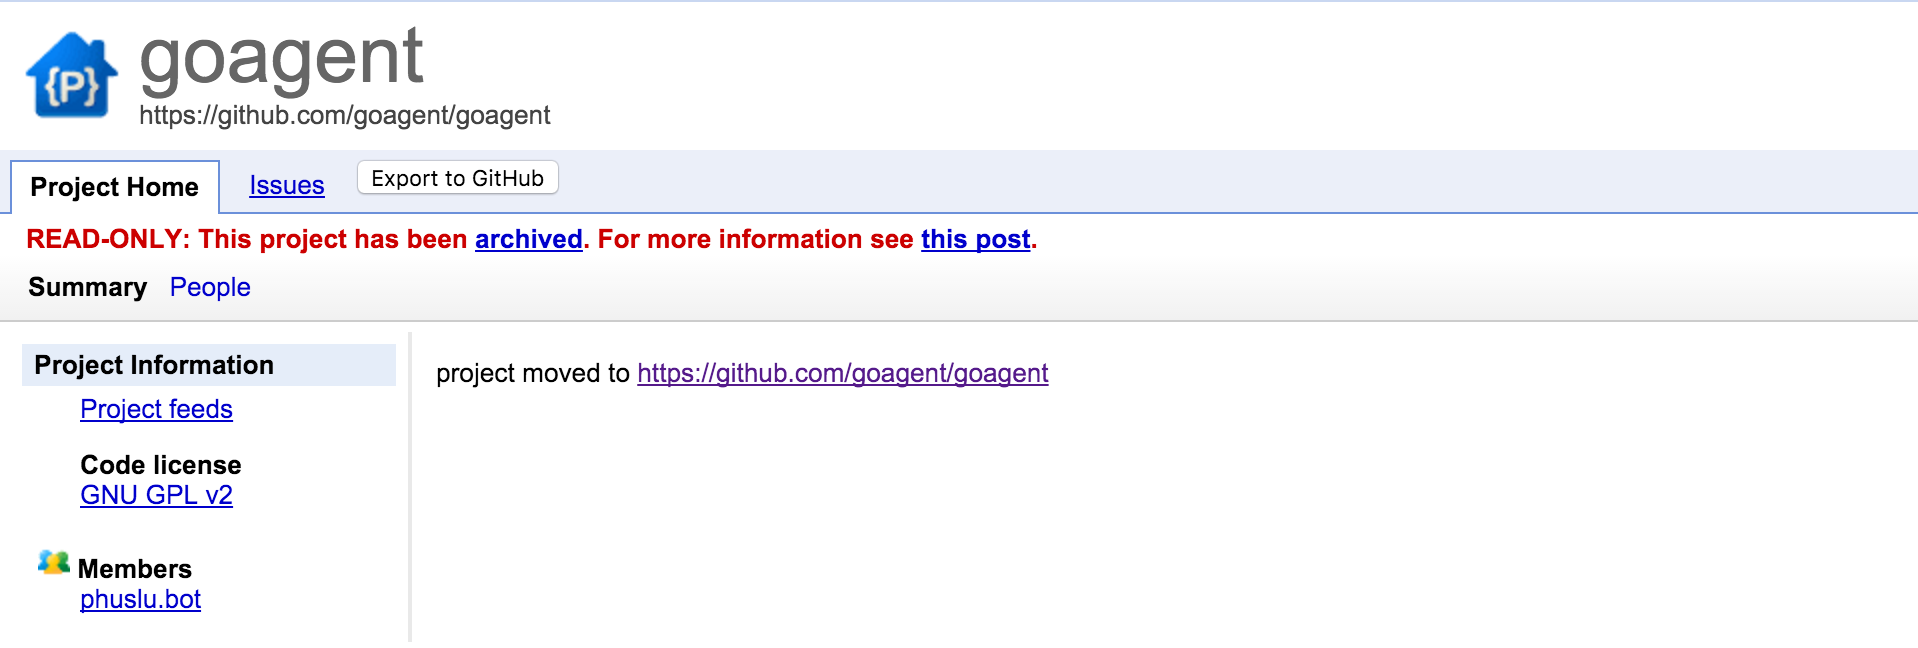 {P}
goagent
https://github.com/goagent/goagent
Project Home Issues Export to GitHub
READ-ONLY: This project has been archived. For more information see this post.
Summary People
Project Information
Project feeds
Code license
GNU GPL v2
Members
phuslu.bot
project moved to https://github.com/goagent/goagent